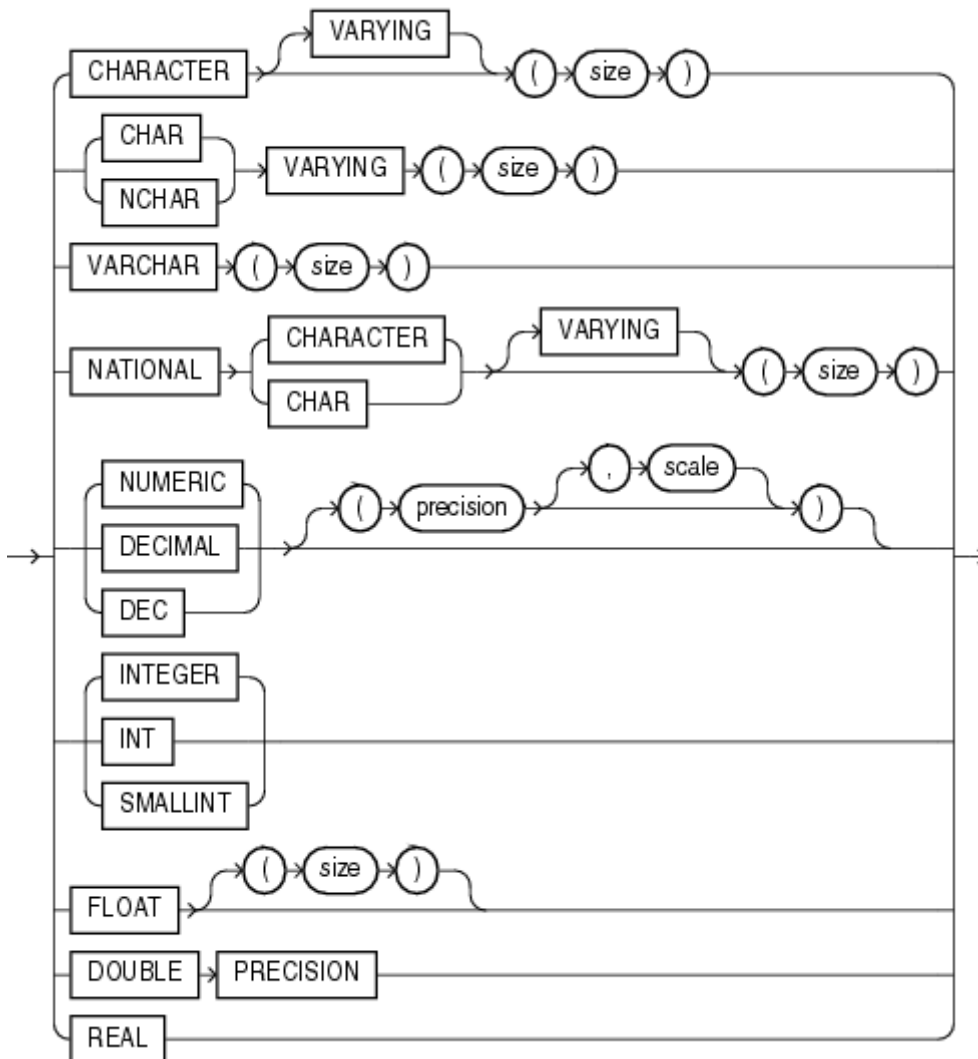 VARYING
CHARACTER ( size )
CHAR
VARYING ( size )
NCHAR
VARCHAR ( size )
CHARACTER VARYING
NATIONAL ( size )
CHAR
, scale
NUMERIC ( precision )
DECIMAL
DEC
INTEGER
INT
SMALLINT
( size )
FLOAT
DOUBLE PRECISION
REAL